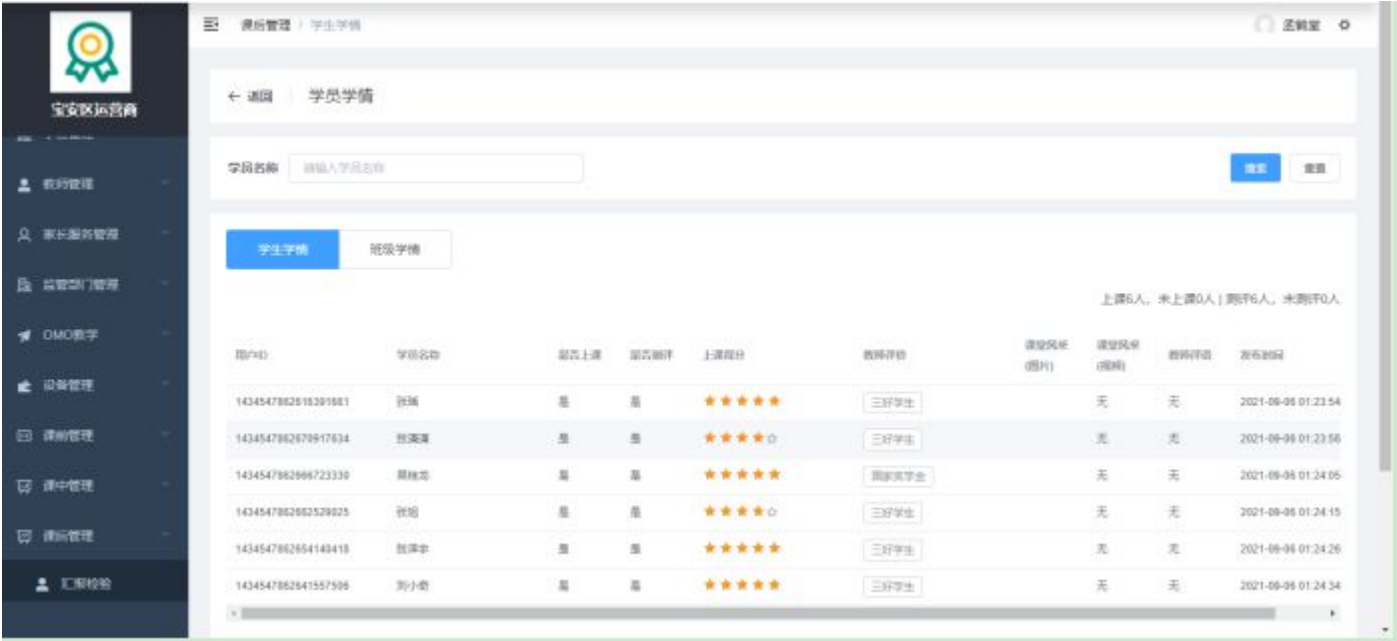 课后管理 / 学生学情
宝安区运营商
← 返回 学员学情
学员名称 请输入学员名称 搜索 重置
教师管理
家长服务管理
监管部门管理
OMO教学
设备管理
课前管理
课中管理
课后管理
汇报检验
学生学情 班级学情
上课6人，未上课0人 | 测评6人，未测评0人
用户ID 学员名称 是否上课 是否测评 上课得分 教师评价 课堂风采(图片) 课堂风采(视频) 教师评语 发布时间
是 是 ★★★★★ 三好学生 无 无 2021-09-06 01:23:54
是 是 ★★★★☆ 三好学生 无 无 2021-09-06 01:23:56
是 是 ★★★★★ 国家奖学金 无 无 2021-09-06 01:24:05
是 是 ★★★★☆ 三好学生 无 无 2021-09-06 01:24:15
是 是 ★★★★★ 三好学生 无 无 2021-09-06 01:24:26
刘小奇 是 是 ★★★★★ 三好学生 无 无 2021-09-06 01:24:34